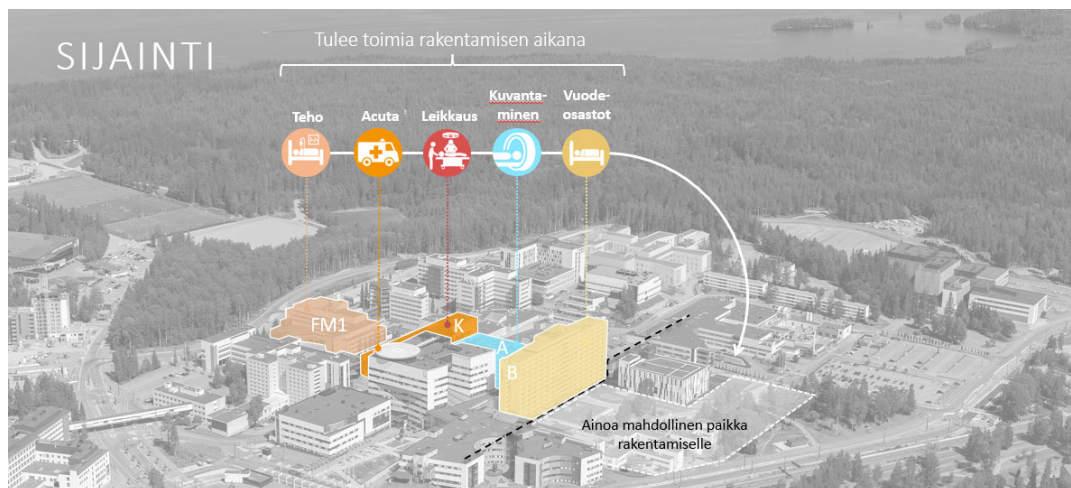 SIJAINTI
Tulee toimia rakentamisen aikana
Teho
Acuta
Leikkaus
Kuvanta-
minen
Vuode-
osastot
FM1
K
A
B
Ainoa mahdollinen paikka
rakentamiselle